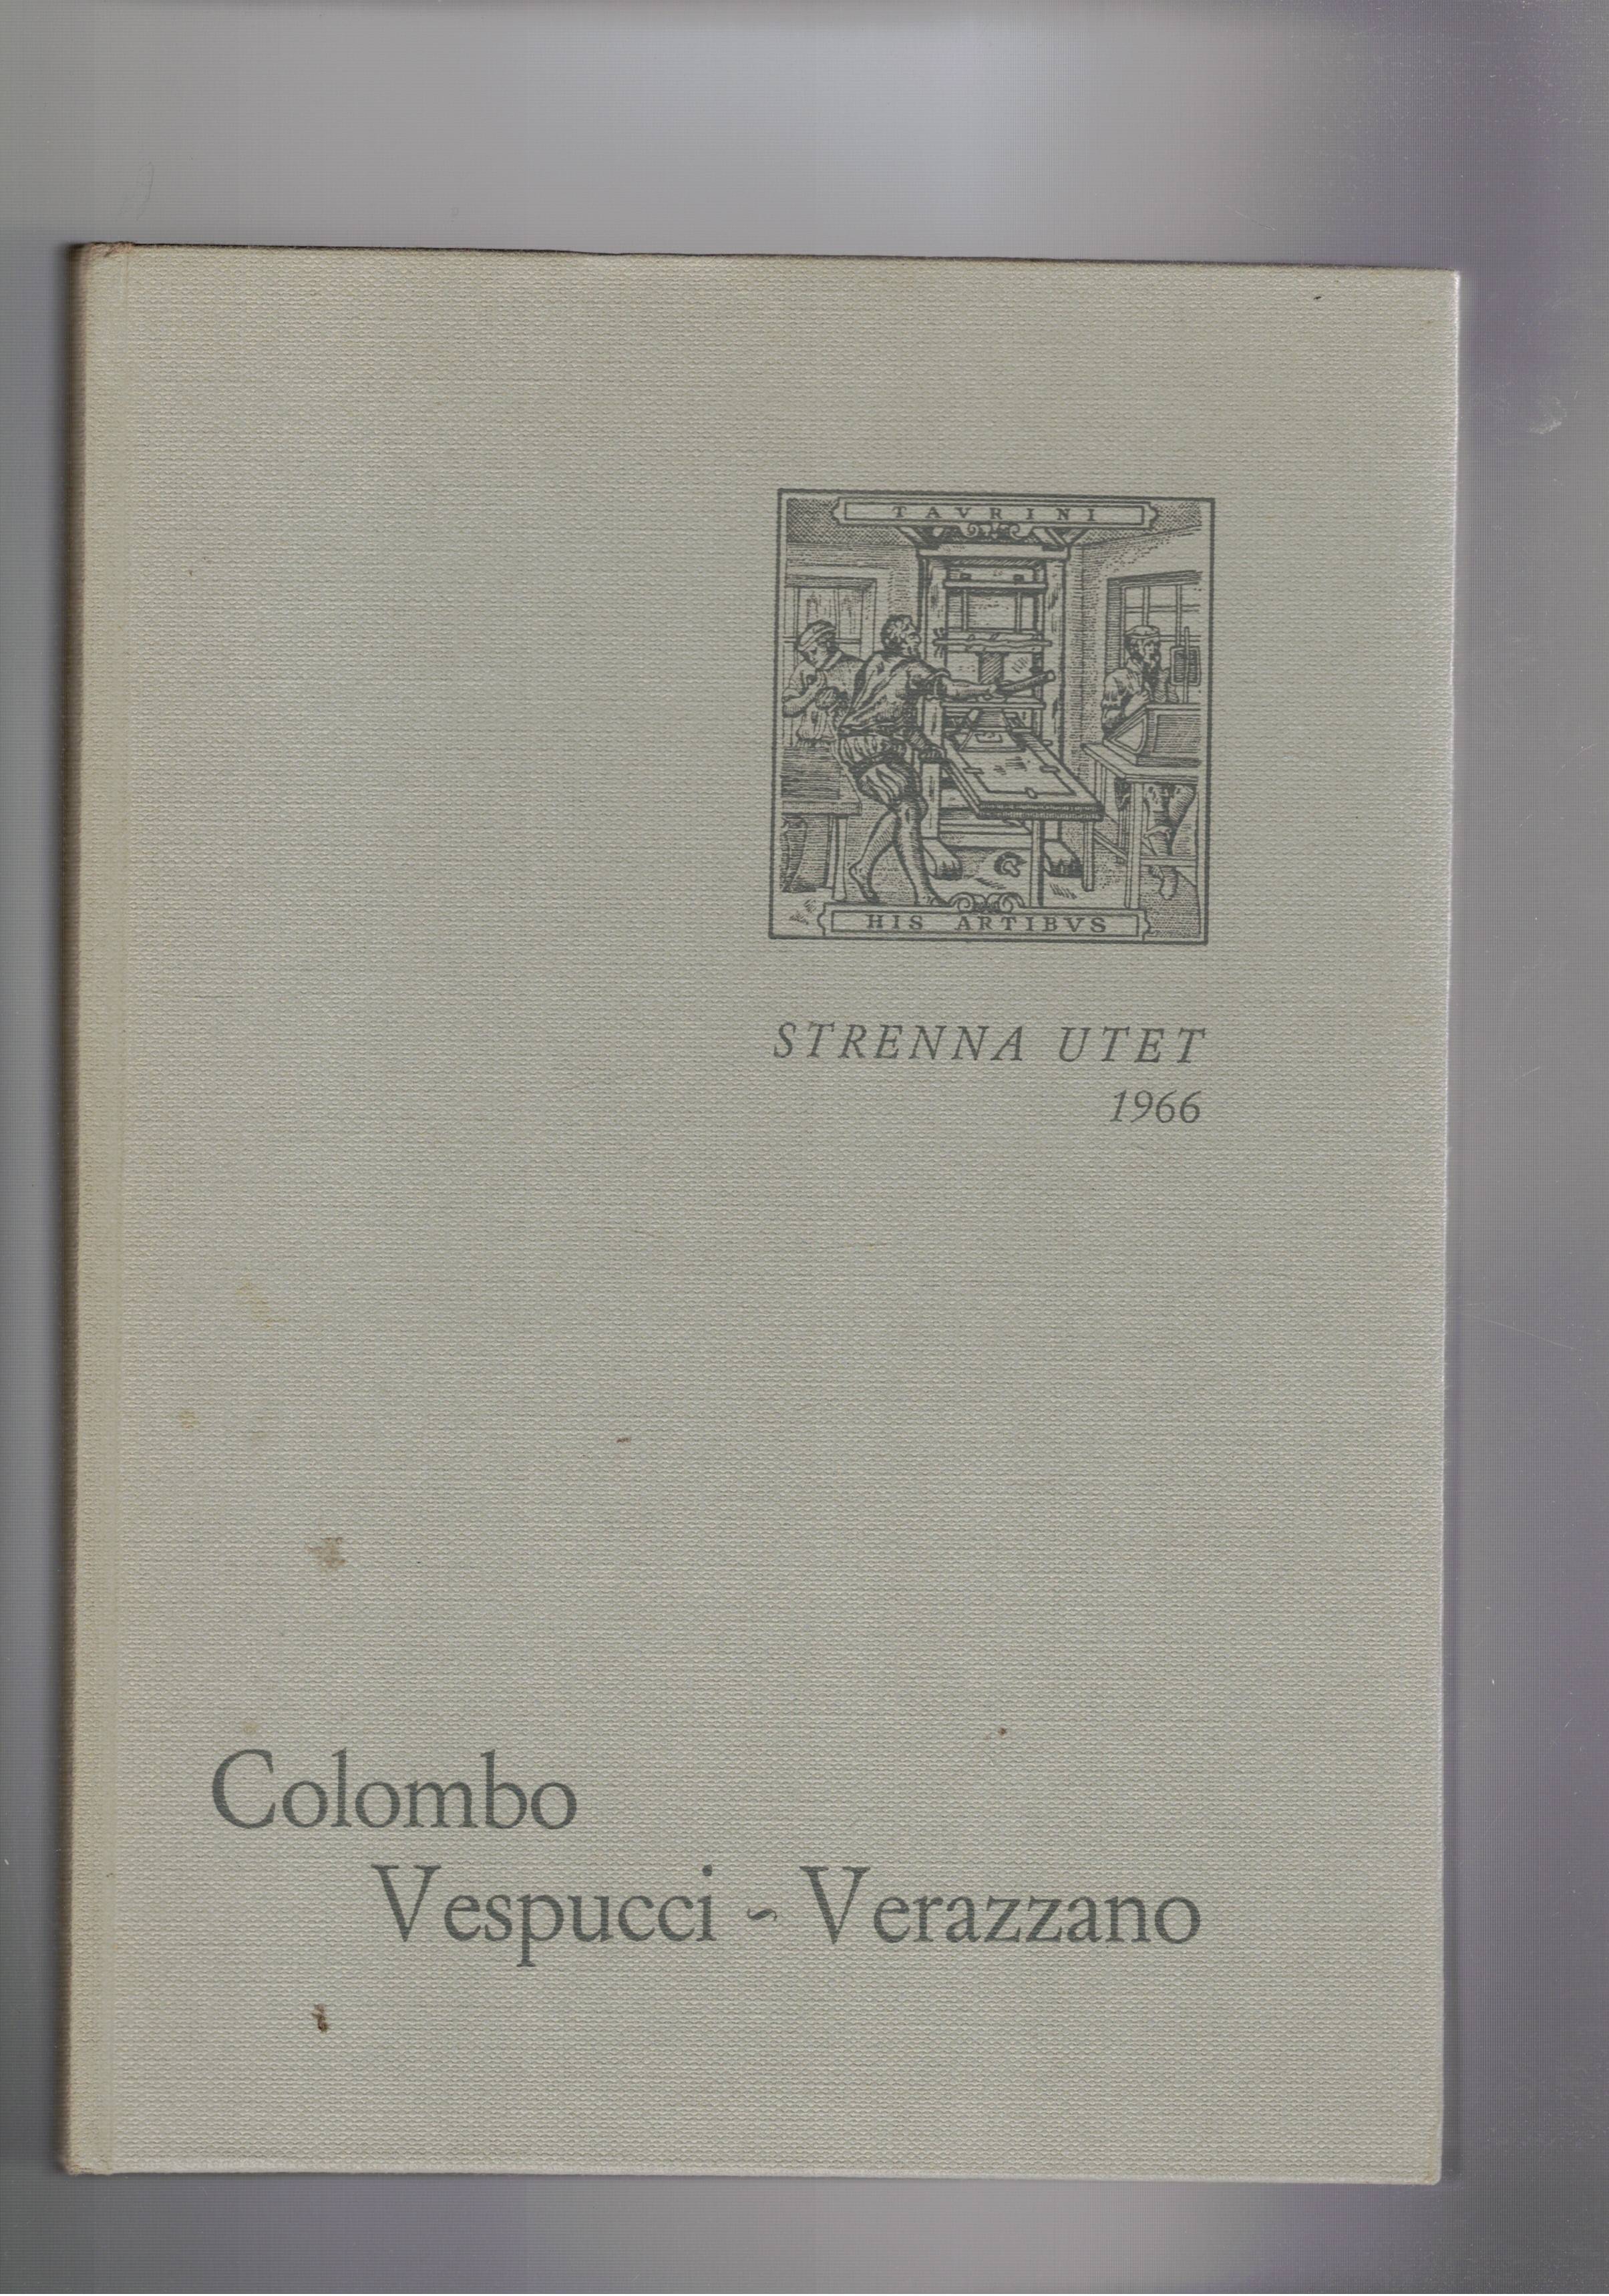 TAVRINI
HIS ARTIBVS
STRENNA UTET
1966
Colombo
Vespucci - Verazzano